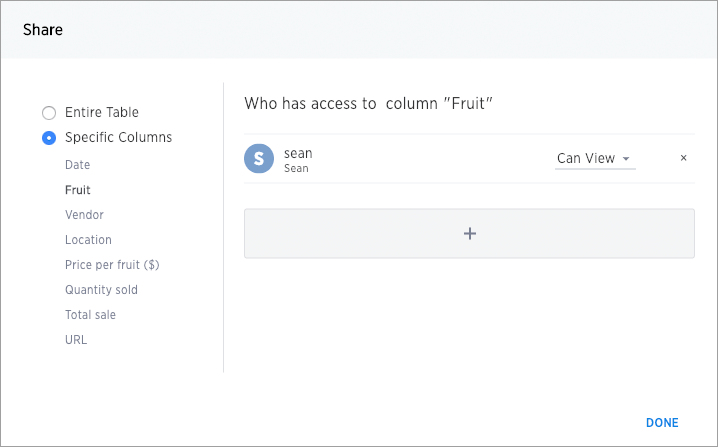 Share
Entire Table
Specific Columns
Date
Fruit
Vendor
Location
Price per fruit ($)
Quantity sold
Total sale
URL
Who has access to column "Fruit"
S
sean
Sean
Can View
×
+
DONE